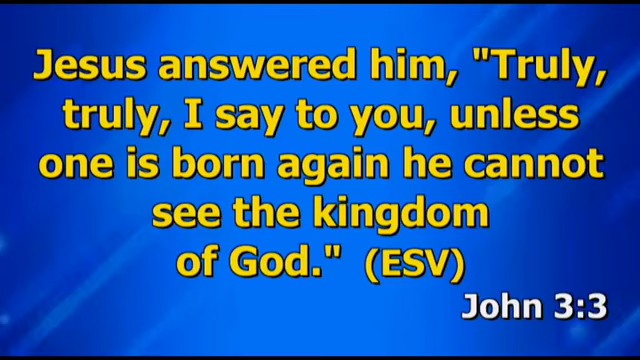 Jesus answered him, "Truly,
truly, I say to you, unless
one is born again he cannot
see the kingdom
of God."  (ESV)
John 3:3